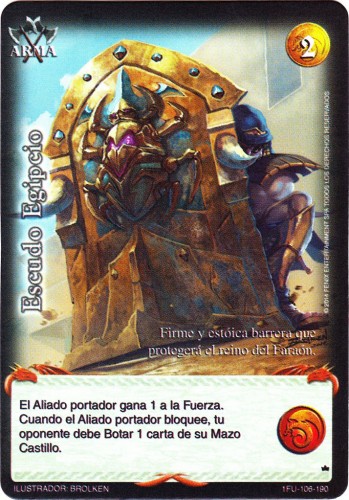 ARMA
2
Escudo Egipcio
©2014 FENIX ENTERTAINMENT SPA TODOS LOS DERECHOS RESERVADOS
Firme y estóica barrera que
protegerá el reino del Faraón.
El Aliado portador gana 1 a la Fuerza.
Cuando el Aliado portador bloquee, tu
oponente debe Botar 1 carta de su Mazo
Castillo.
ILUSTRADOR: BROLKEN
1FU-106-190